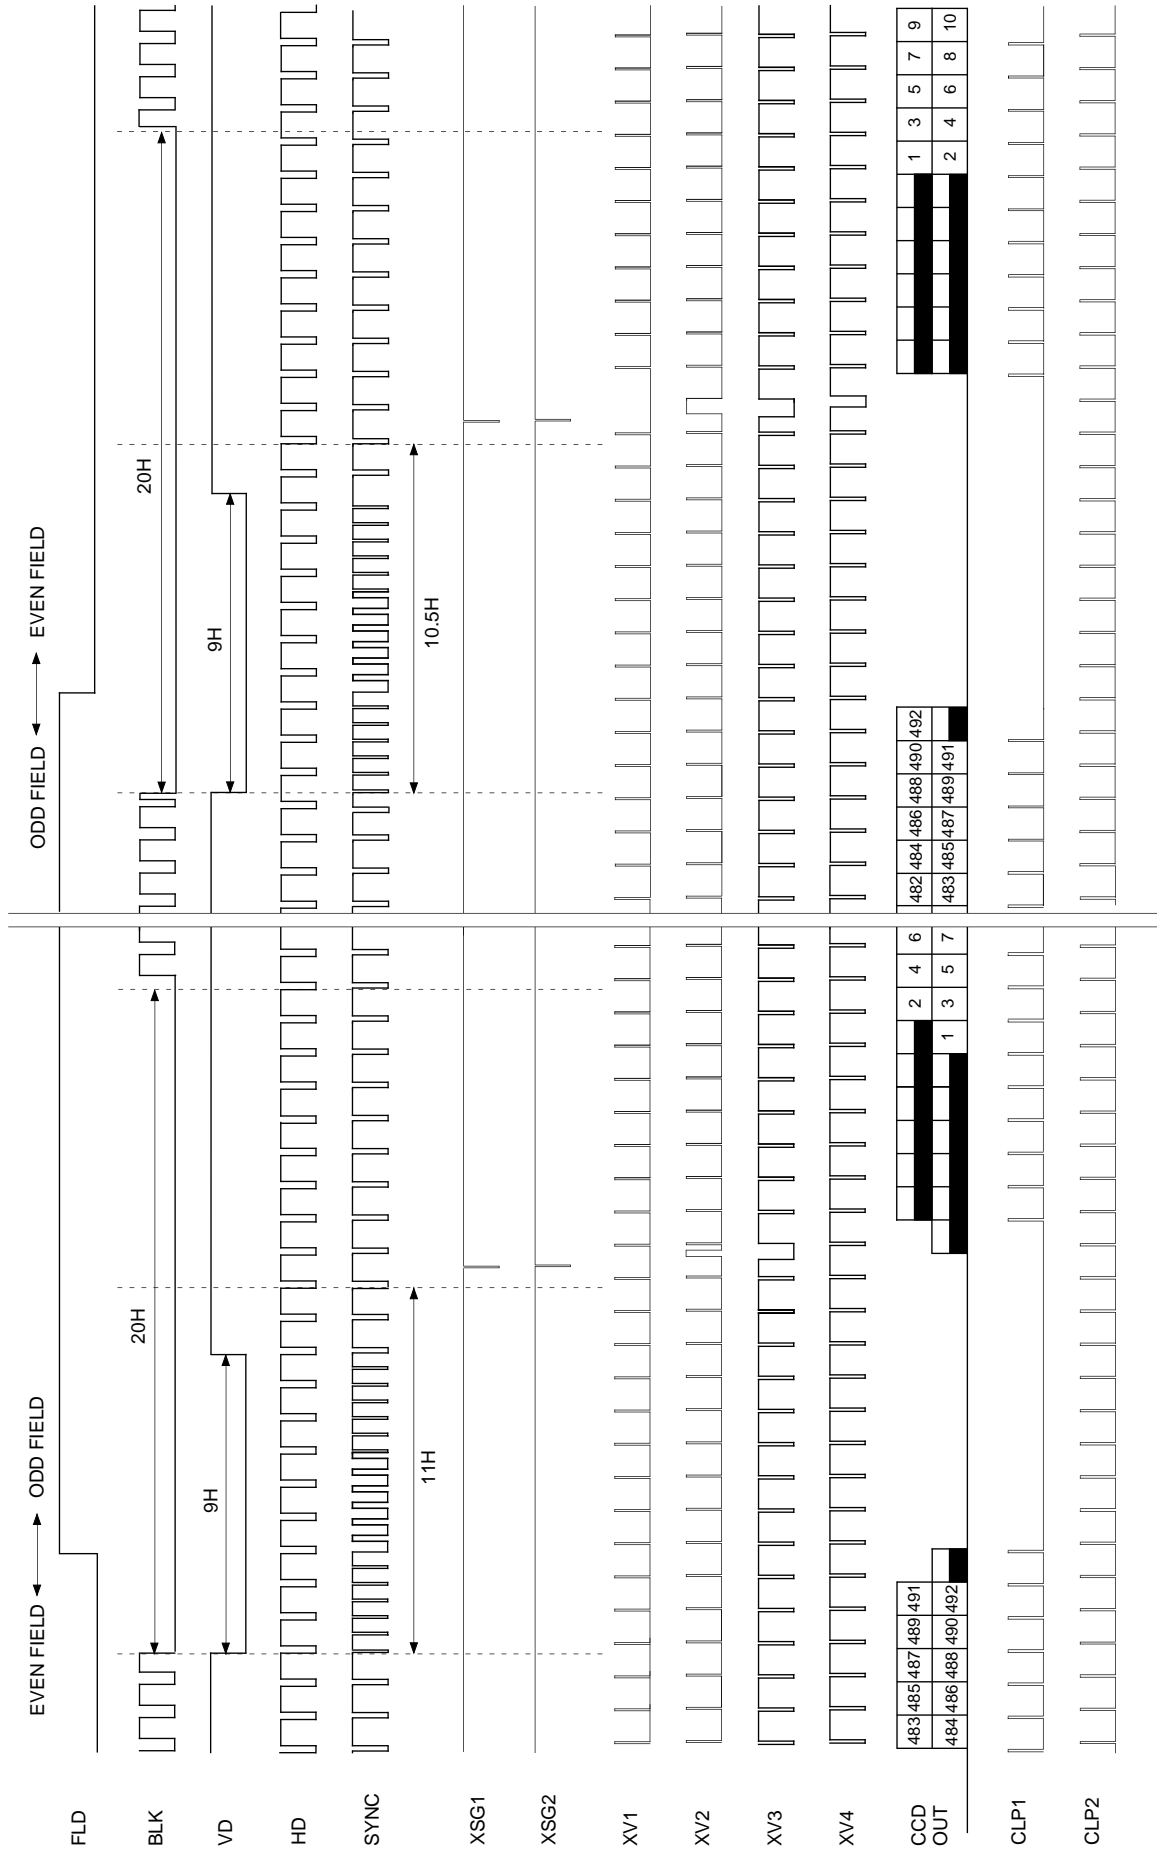 FLD
EVEN FIELD ODD FIELD
ODD FIELD EVEN FIELD
BLK
20H
20H
VD
9H
9H
HD
SYNC
11H
10.5H
XSG1
XSG2
XV1
XV2
XV3
XV4
CCD
OUT
483 485 487 489 491
484 486 488 490 492
2 4 6
1 3 5 7
482 484 486 488 490 492
483 485 487 489 491
1 3 5 7 9
2 4 6 8 10
CLP1
CLP2